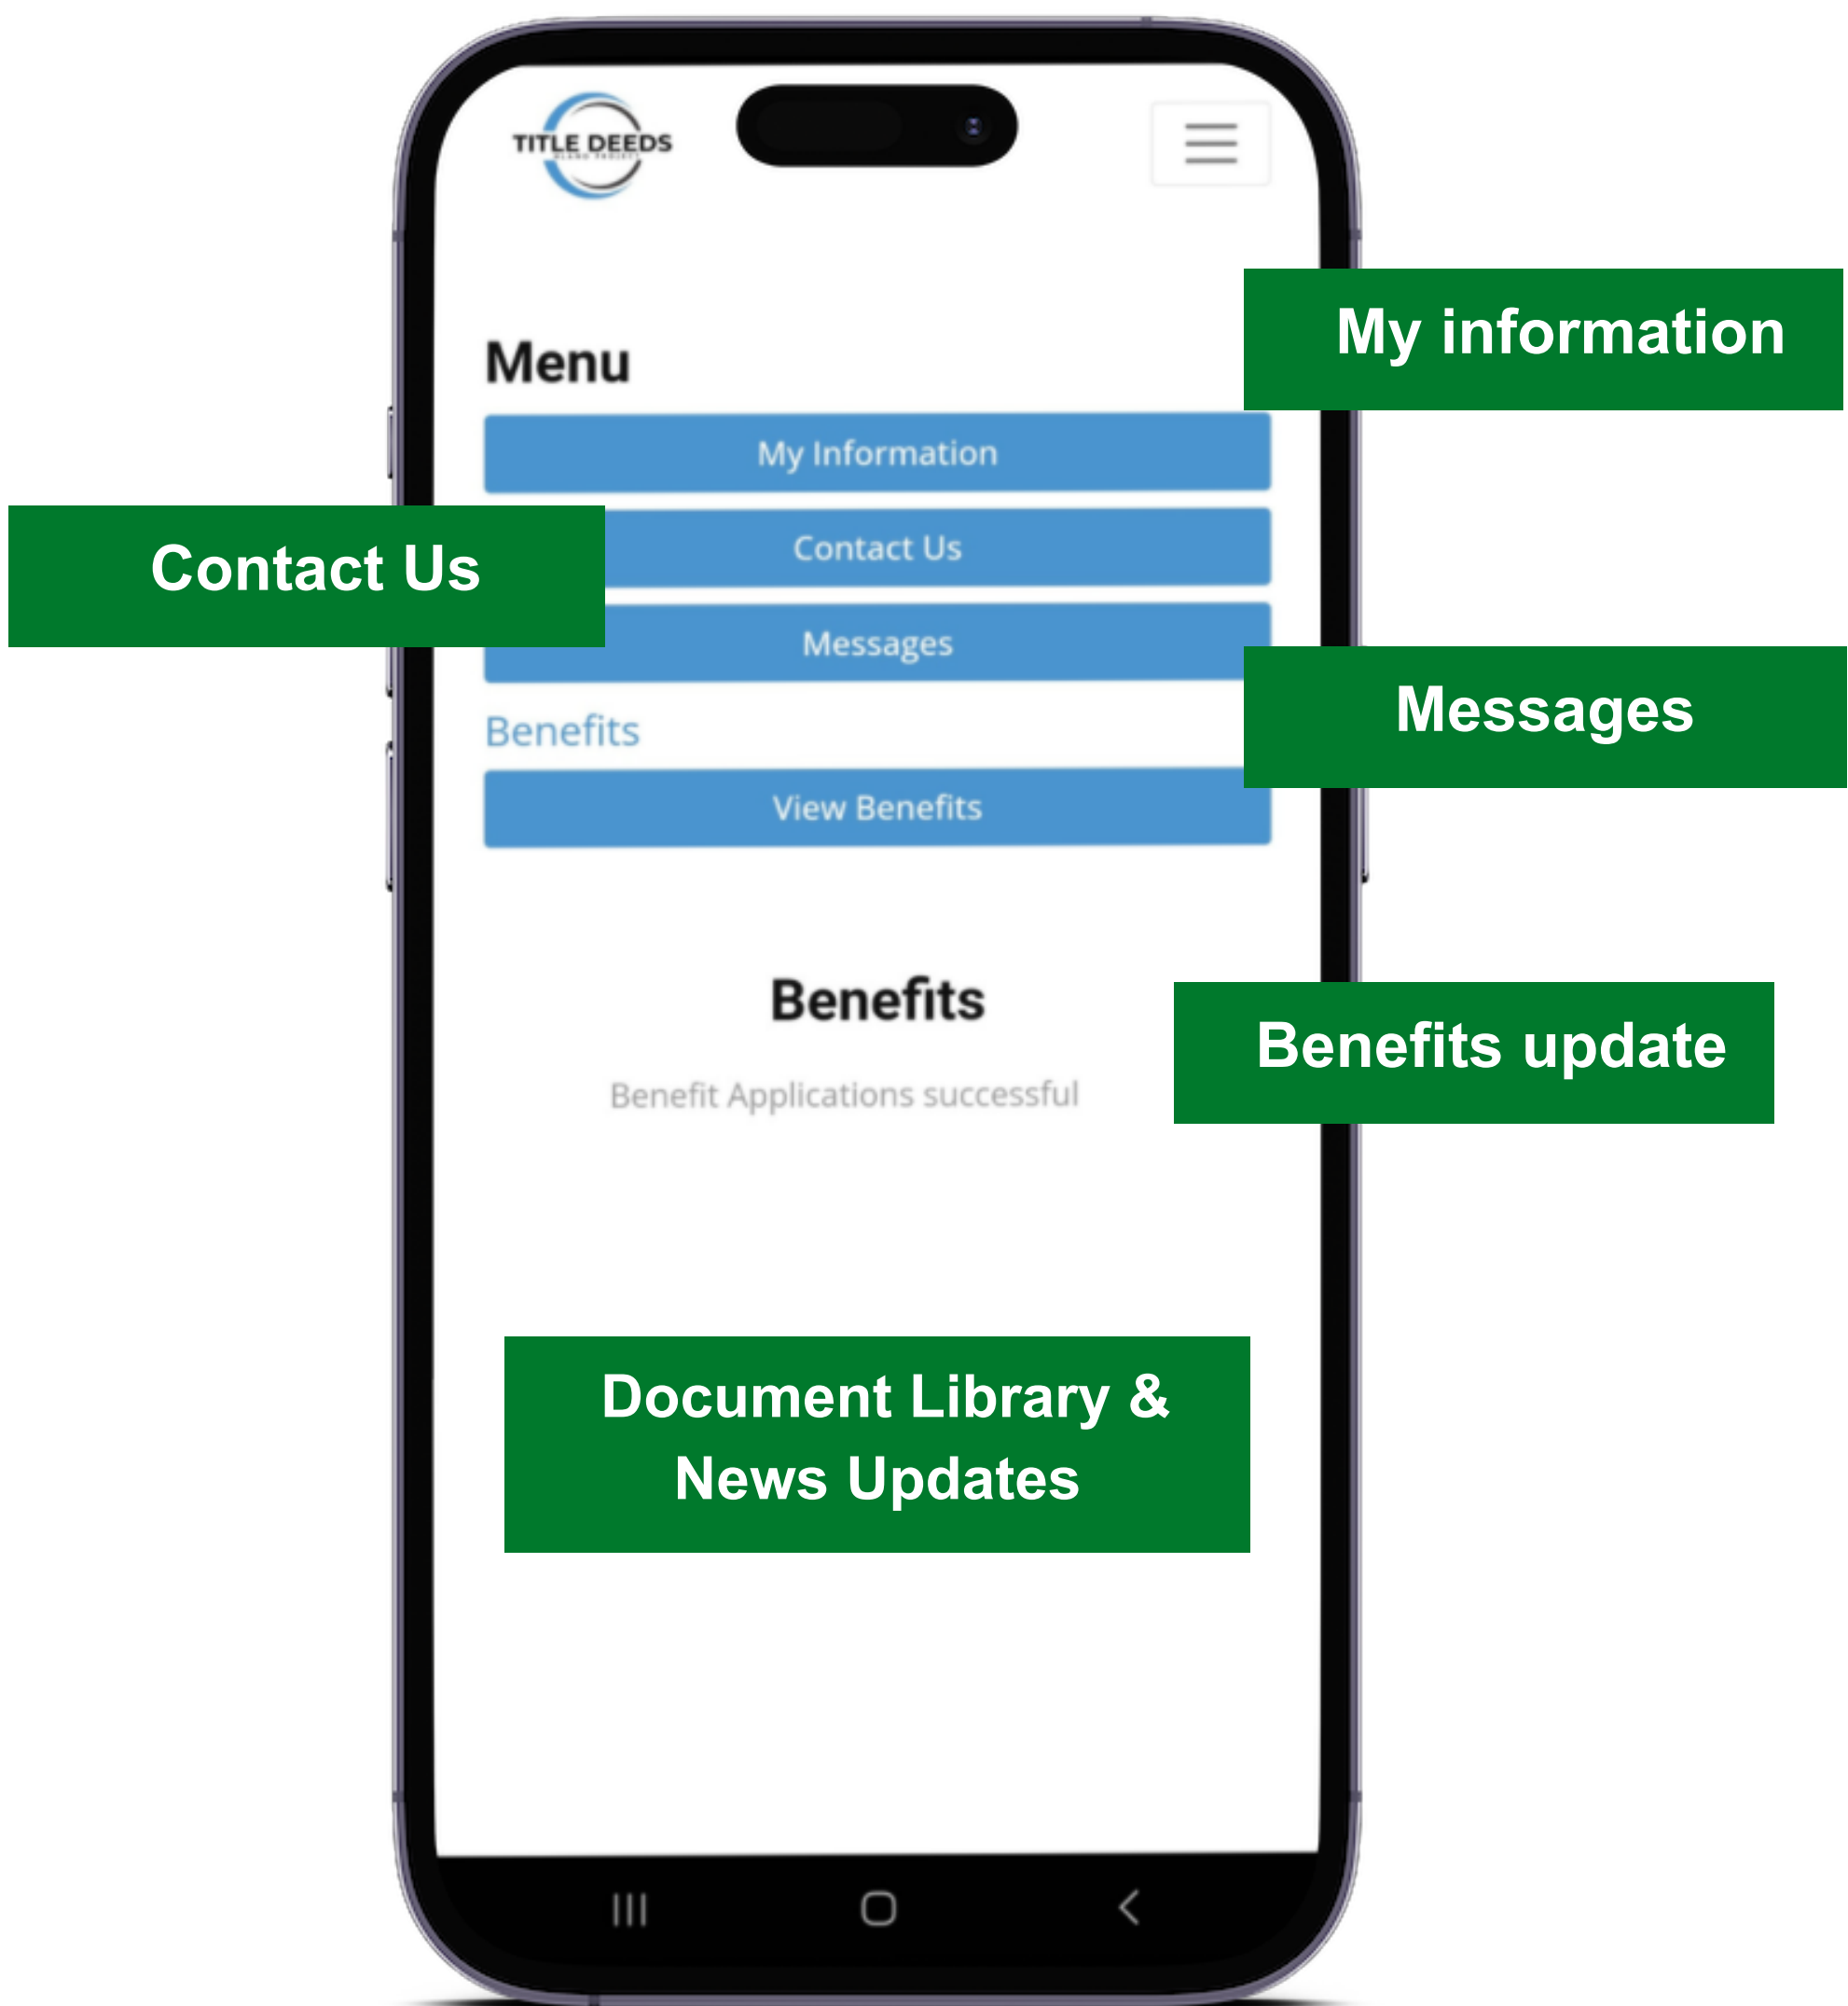 TITLE DEEDS
My information
Menu
My Information
Contact Us
Contact Us
Messages
Messages
Benefits
View Benefits
Benefits
Benefits update
Benefit Applications successful
Document Library &
News Updates